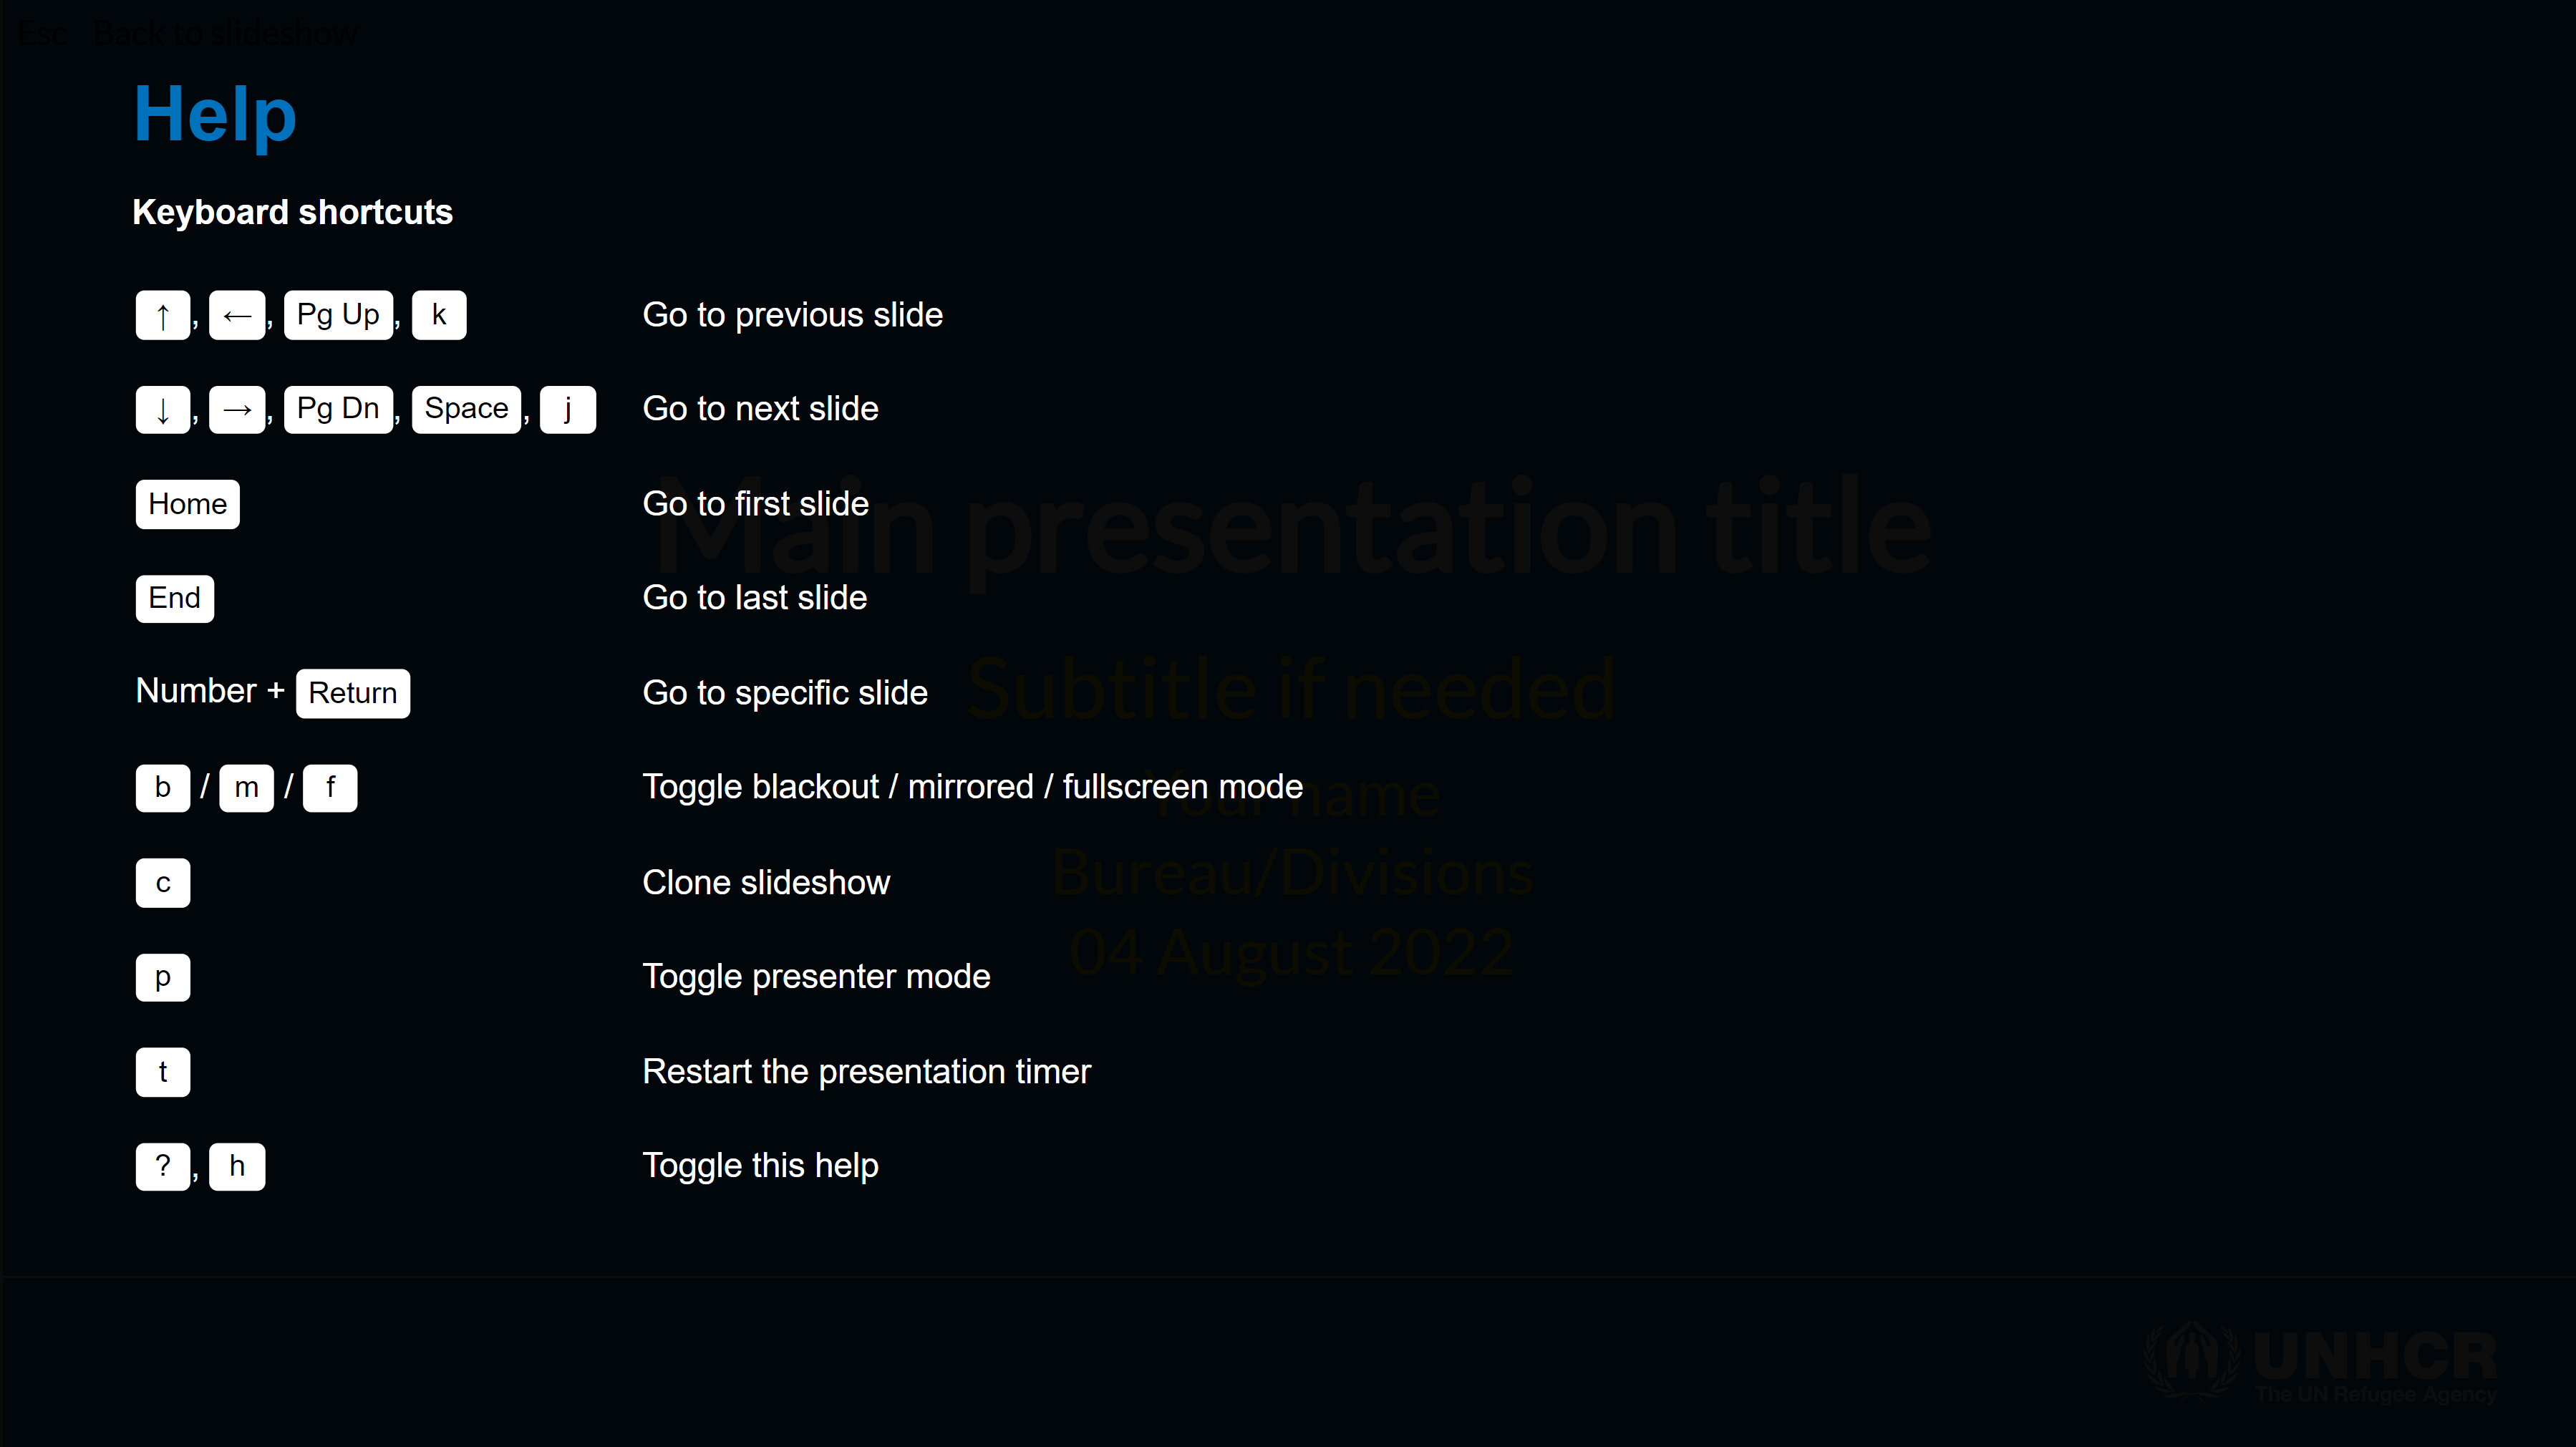 Esc Back to slideshow
Help
Keyboard shortcuts
↑, ←, Pg Up, k Go to previous slide
↓, →, Pg Dn, Space, j Go to next slide
Home Go to first slide
End Go to last slide
Number + Return Go to specific slide
b / m / f Toggle blackout / mirrored / fullscreen mode
c Clone slideshow
p Toggle presenter mode
t Restart the presentation timer
?, h Toggle this help
Main presentation title
Subtitle if needed
Your name
Bureau/Divisions
04 August 2022
UNHCR
The UN Refugee Agency